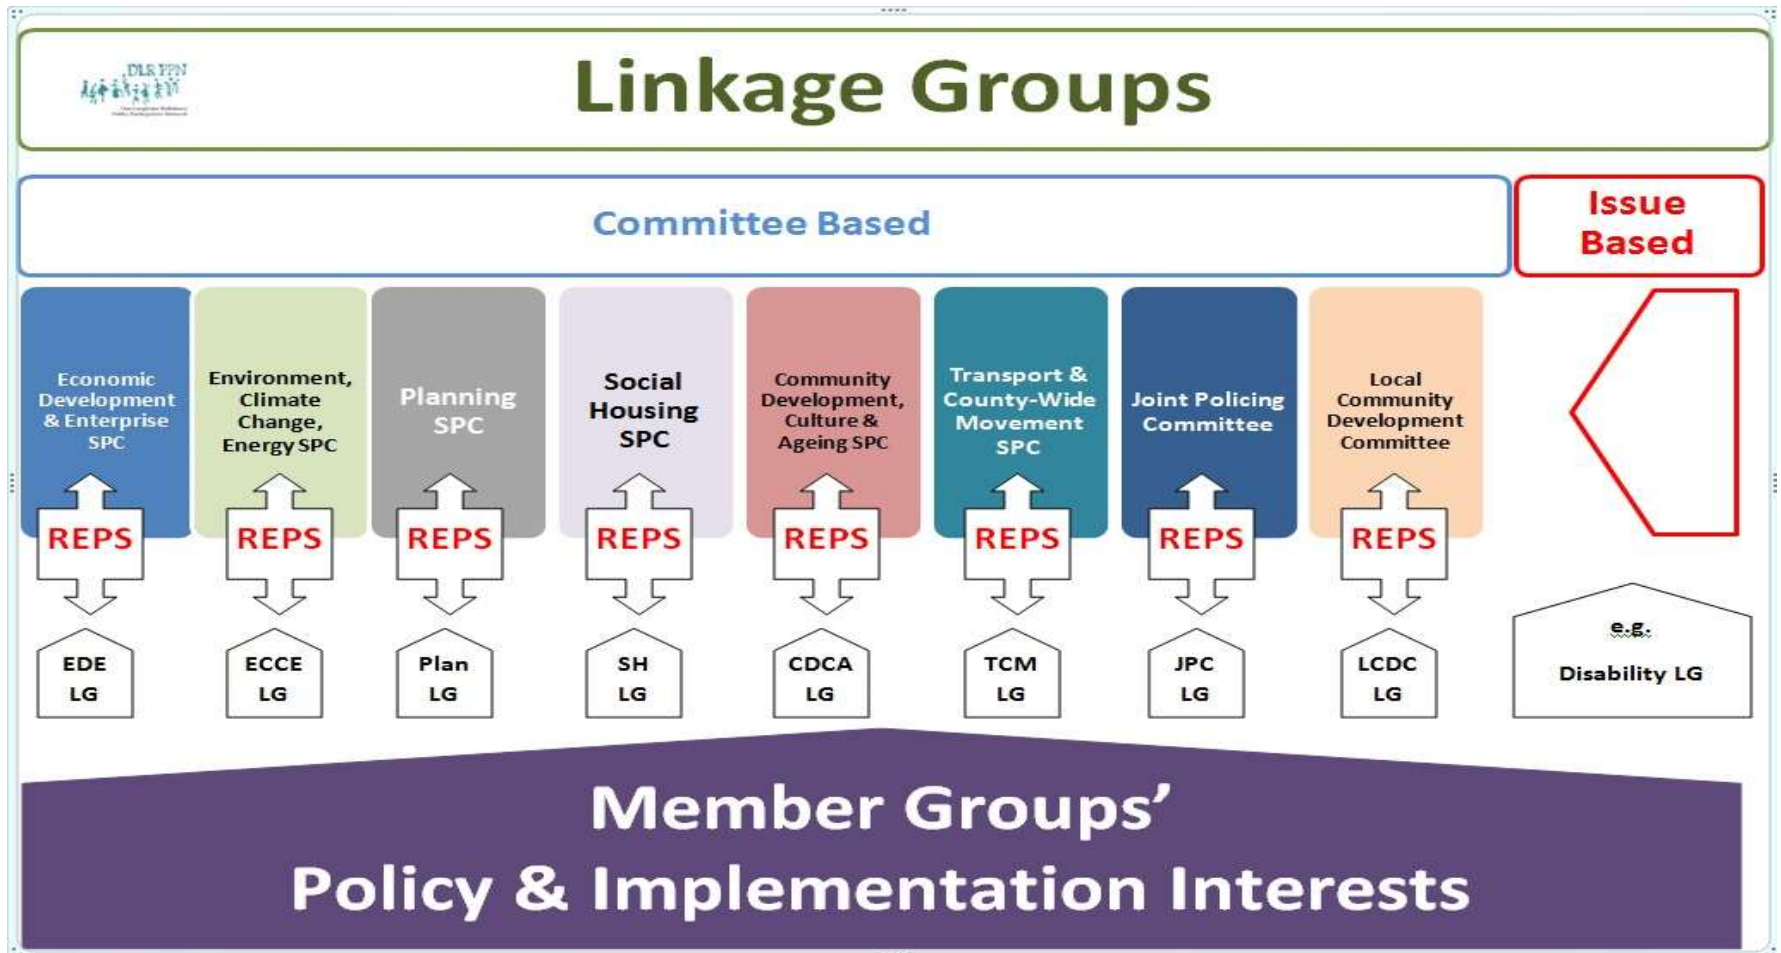 DLR PPN
Linkage Groups
Committee Based
Issue
Based
Economic
Development
& Enterprise
SPC
Environment,
Climate
Change,
Energy SPC
Planning
SPC
Social
Housing
SPC
Community
Development,
Culture &
Ageing SPC
Transport &
County-Wide
Movement
SPC
Joint Policing
Committee
Local
Community
Development
Committee
REPS
REPS
REPS
REPS
REPS
REPS
REPS
REPS
EDE
LG
ECCE
LG
Plan
LG
SH
LG
CDCA
LG
TCM
LG
JPC
LG
LCDC
LG
e.g.
Disability LG
Member Groups’
Policy & Implementation Interests